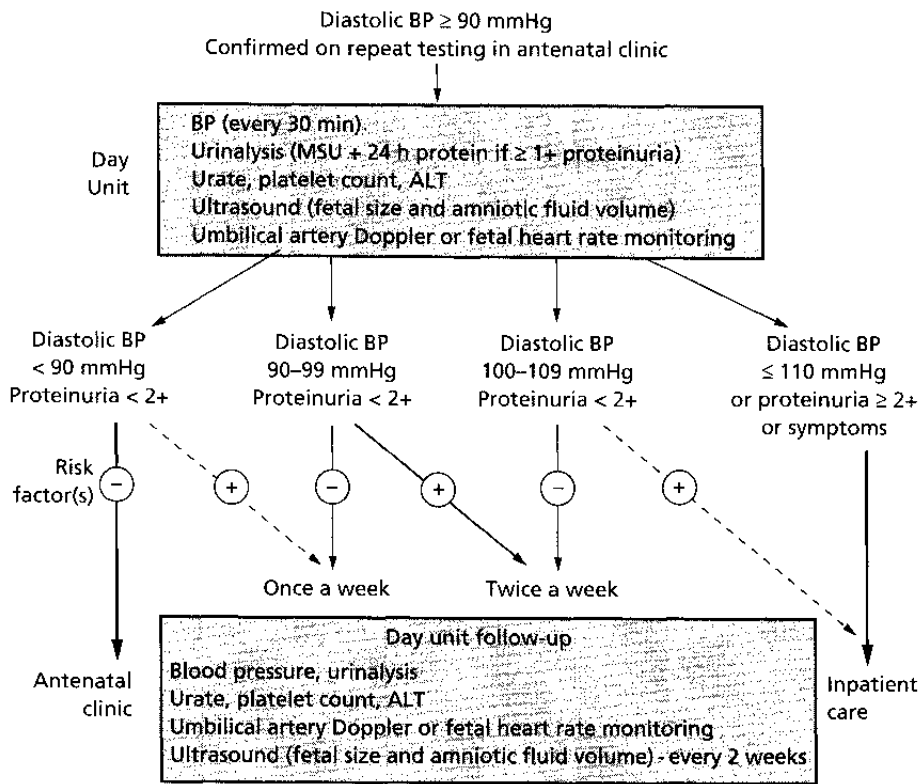 Diastolic BP ≥ 90 mmHg
Confirmed on repeat testing in antenatal clinic
Day
Unit
BP (every 30 min).
Urinalysis (MSU + 24 h protein if ≥ 1+ proteinuria)
Urate, platelet count, ALT
Ultrasound (fetal size and amniotic fluid volume)
Umbilical artery Doppler or fetal heart rate monitoring
Diastolic BP
< 90 mmHg
Proteinuria < 2+
Diastolic BP
90–99 mmHg
Proteinuria < 2+
Diastolic BP
100–109 mmHg
Proteinuria < 2+
Diastolic BP
≤ 110 mmHg
or proteinuria ≥ 2+
or symptoms
Risk
factor(s)
−
+
−
+
−
+
Once a week
Twice a week
Antenatal
clinic
Day unit follow-up
Blood pressure, urinalysis
Urate, platelet count, ALT
Umbilical artery Doppler or fetal heart rate monitoring
Ultrasound (fetal size and amniotic fluid volume) - every 2 weeks
Inpatient
care